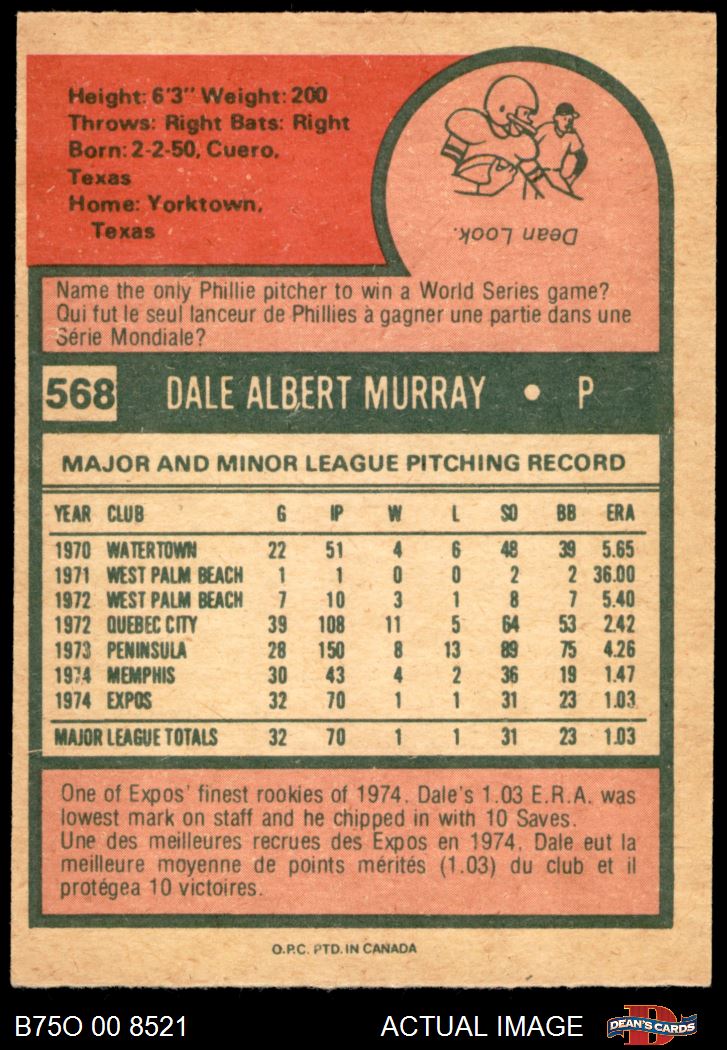 Height: 6'3" Weight: 200
Throws: Right Bats: Right
Born: 2-2-50, Cuero,
Texas
Home: Yorktown,
Texas
Dean Look.
Name the only Phillie pitcher to win a World Series game?
Qui fut le seul lanceur de Phillies à gagner une partie dans une
Série Mondiale?
568 DALE ALBERT MURRAY • P
MAJOR AND MINOR LEAGUE PITCHING RECORD
YEAR CLUB G IP W L SO BB ERA
1970 WATERTOWN 22 51 4 6 48 39 5.65
1971 WEST PALM BEACH 1 1 0 0 2 2 36.00
1972 WEST PALM BEACH 7 10 3 1 8 7 5.40
1972 QUEBEC CITY 39 108 11 5 64 53 2.42
1973 PENINSULA 28 150 8 13 89 75 4.26
1974 MEMPHIS 30 43 4 2 36 19 1.47
1974 EXPOS 32 70 1 1 31 23 1.03
MAJOR LEAGUE TOTALS 32 70 1 1 31 23 1.03
One of Expos' finest rookies of 1974. Dale's 1.03 E.R.A. was
lowest mark on staff and he chipped in with 10 Saves.
Une des meilleures recrues des Expos en 1974. Dale eut la
meilleure moyenne de points mérités (1.03) du club et il
protégea 10 victoires.
O.P.C. PTD. IN CANADA
B75O 00 8521 ACTUAL IMAGE
D
DEAN'S CARDS